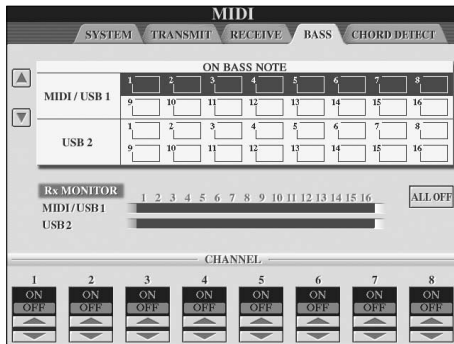 MIDI
SYSTEM TRANSMIT RECEIVE BASS CHORD DETECT
ON BASS NOTE
MIDI / USB 1
1 2 3 4 5 6 7 8
9 10 11 12 13 14 15 16
USB 2
1 2 3 4 5 6 7 8
9 10 11 12 13 14 15 16
Rx MONITOR
1 2 3 4 5 6 7 8 9 10 11 12 13 14 15 16
ALL OFF
MIDI/USB1
USB2
CHANNEL
1 2 3 4 5 6 7 8
ON ON ON ON ON ON ON ON
OFF OFF OFF OFF OFF OFF OFF OFF